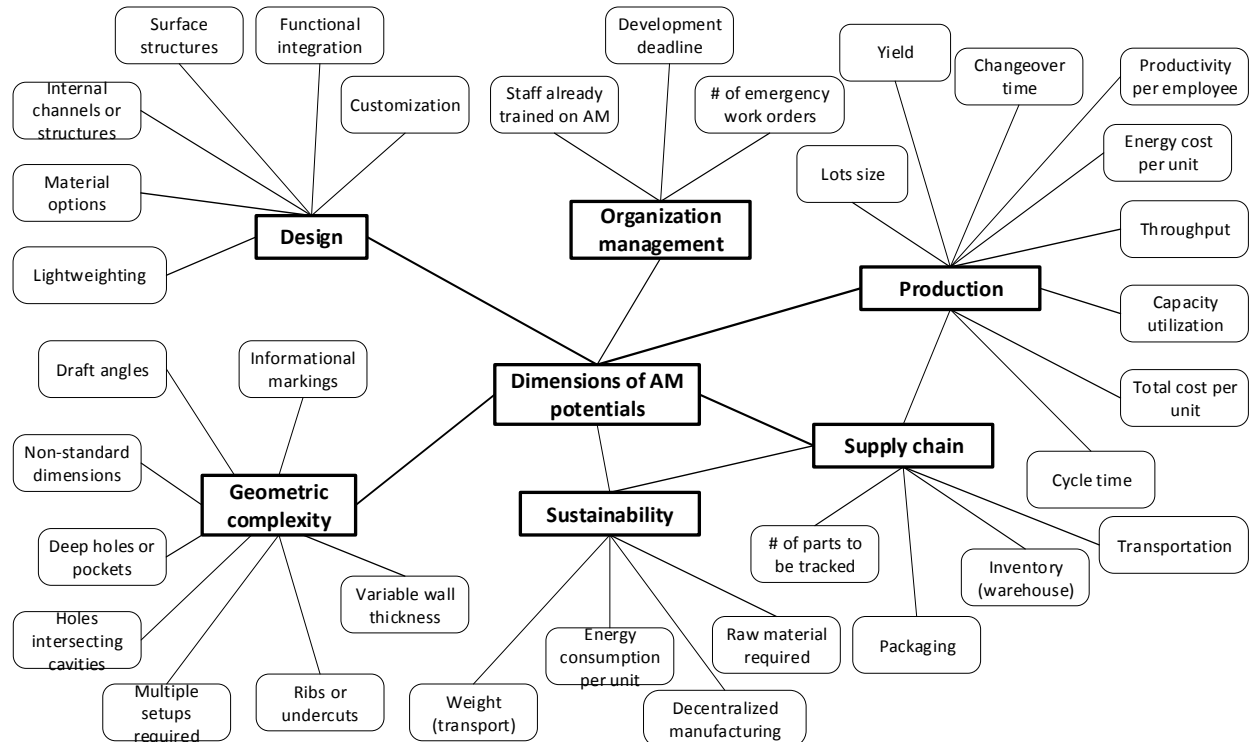 Surface
structures
Functional
integration
Internal
channels or
structures
Customization
Material
options
Lightweighting
Design
Development
deadline
Staff already
trained on AM
# of emergency
work orders
Organization
management
Yield
Changeover
time
Productivity
per employee
Energy cost
per unit
Lots size
Throughput
Production
Capacity
utilization
Total cost per
unit
Cycle time
Dimensions of AM
potentials
Draft angles
Informational
markings
Non-standard
dimensions
Geometric
complexity
Deep holes or
pockets
Holes
intersecting
cavities
Multiple
setups
required
Ribs or
undercuts
Variable wall
thickness
Sustainability
Weight
(transport)
Energy
consumption
per unit
Decentralized
manufacturing
Raw material
required
Supply chain
# of parts to
be tracked
Packaging
Inventory
(warehouse)
Transportation